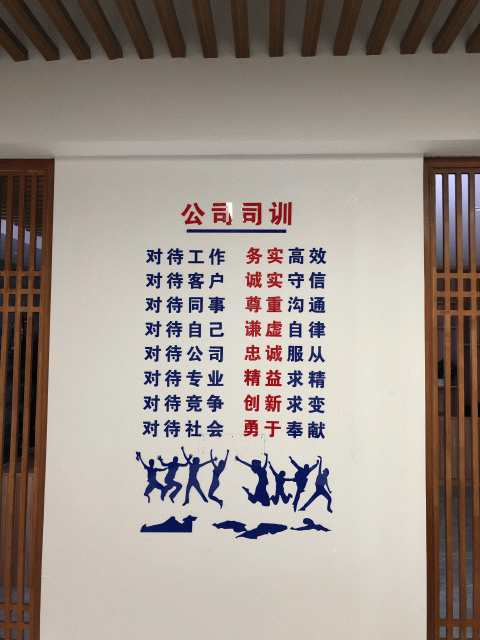 公司司训
对待工作 务实高效
对待客户 诚实守信
对待同事 尊重沟通
对待自己 谦虚自律
对待公司 忠诚服从
对待专业 精益求精
对待竞争 创新求变
对待社会 勇于奉献